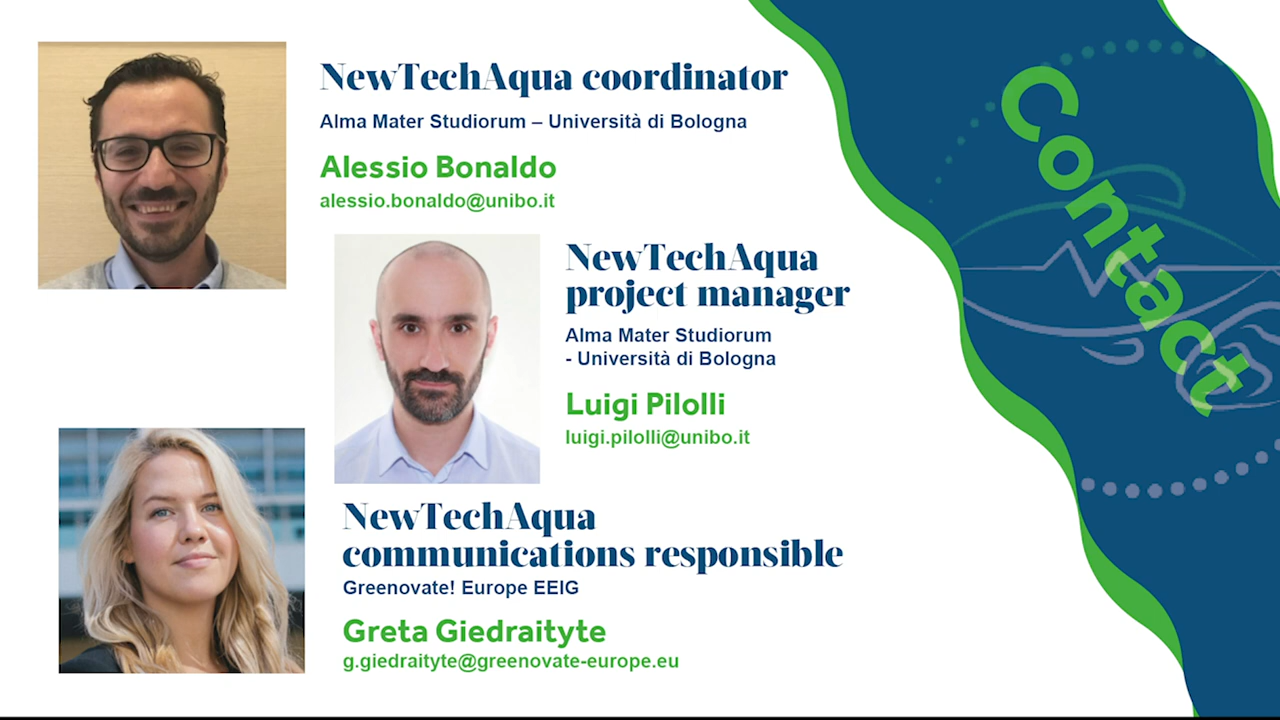 NewTechAqua coordinator
Alma Mater Studiorum – Università di Bologna
Alessio Bonaldo
alessio.bonaldo@unibo.it
NewTechAqua
project manager
Alma Mater Studiorum
- Università di Bologna
Luigi Pilolli
luigi.pilolli@unibo.it
NewTechAqua
communications responsible
Greenovate! Europe EEIG
Greta Giedraityte
g.giedraityte@greenovate-europe.eu
Contact